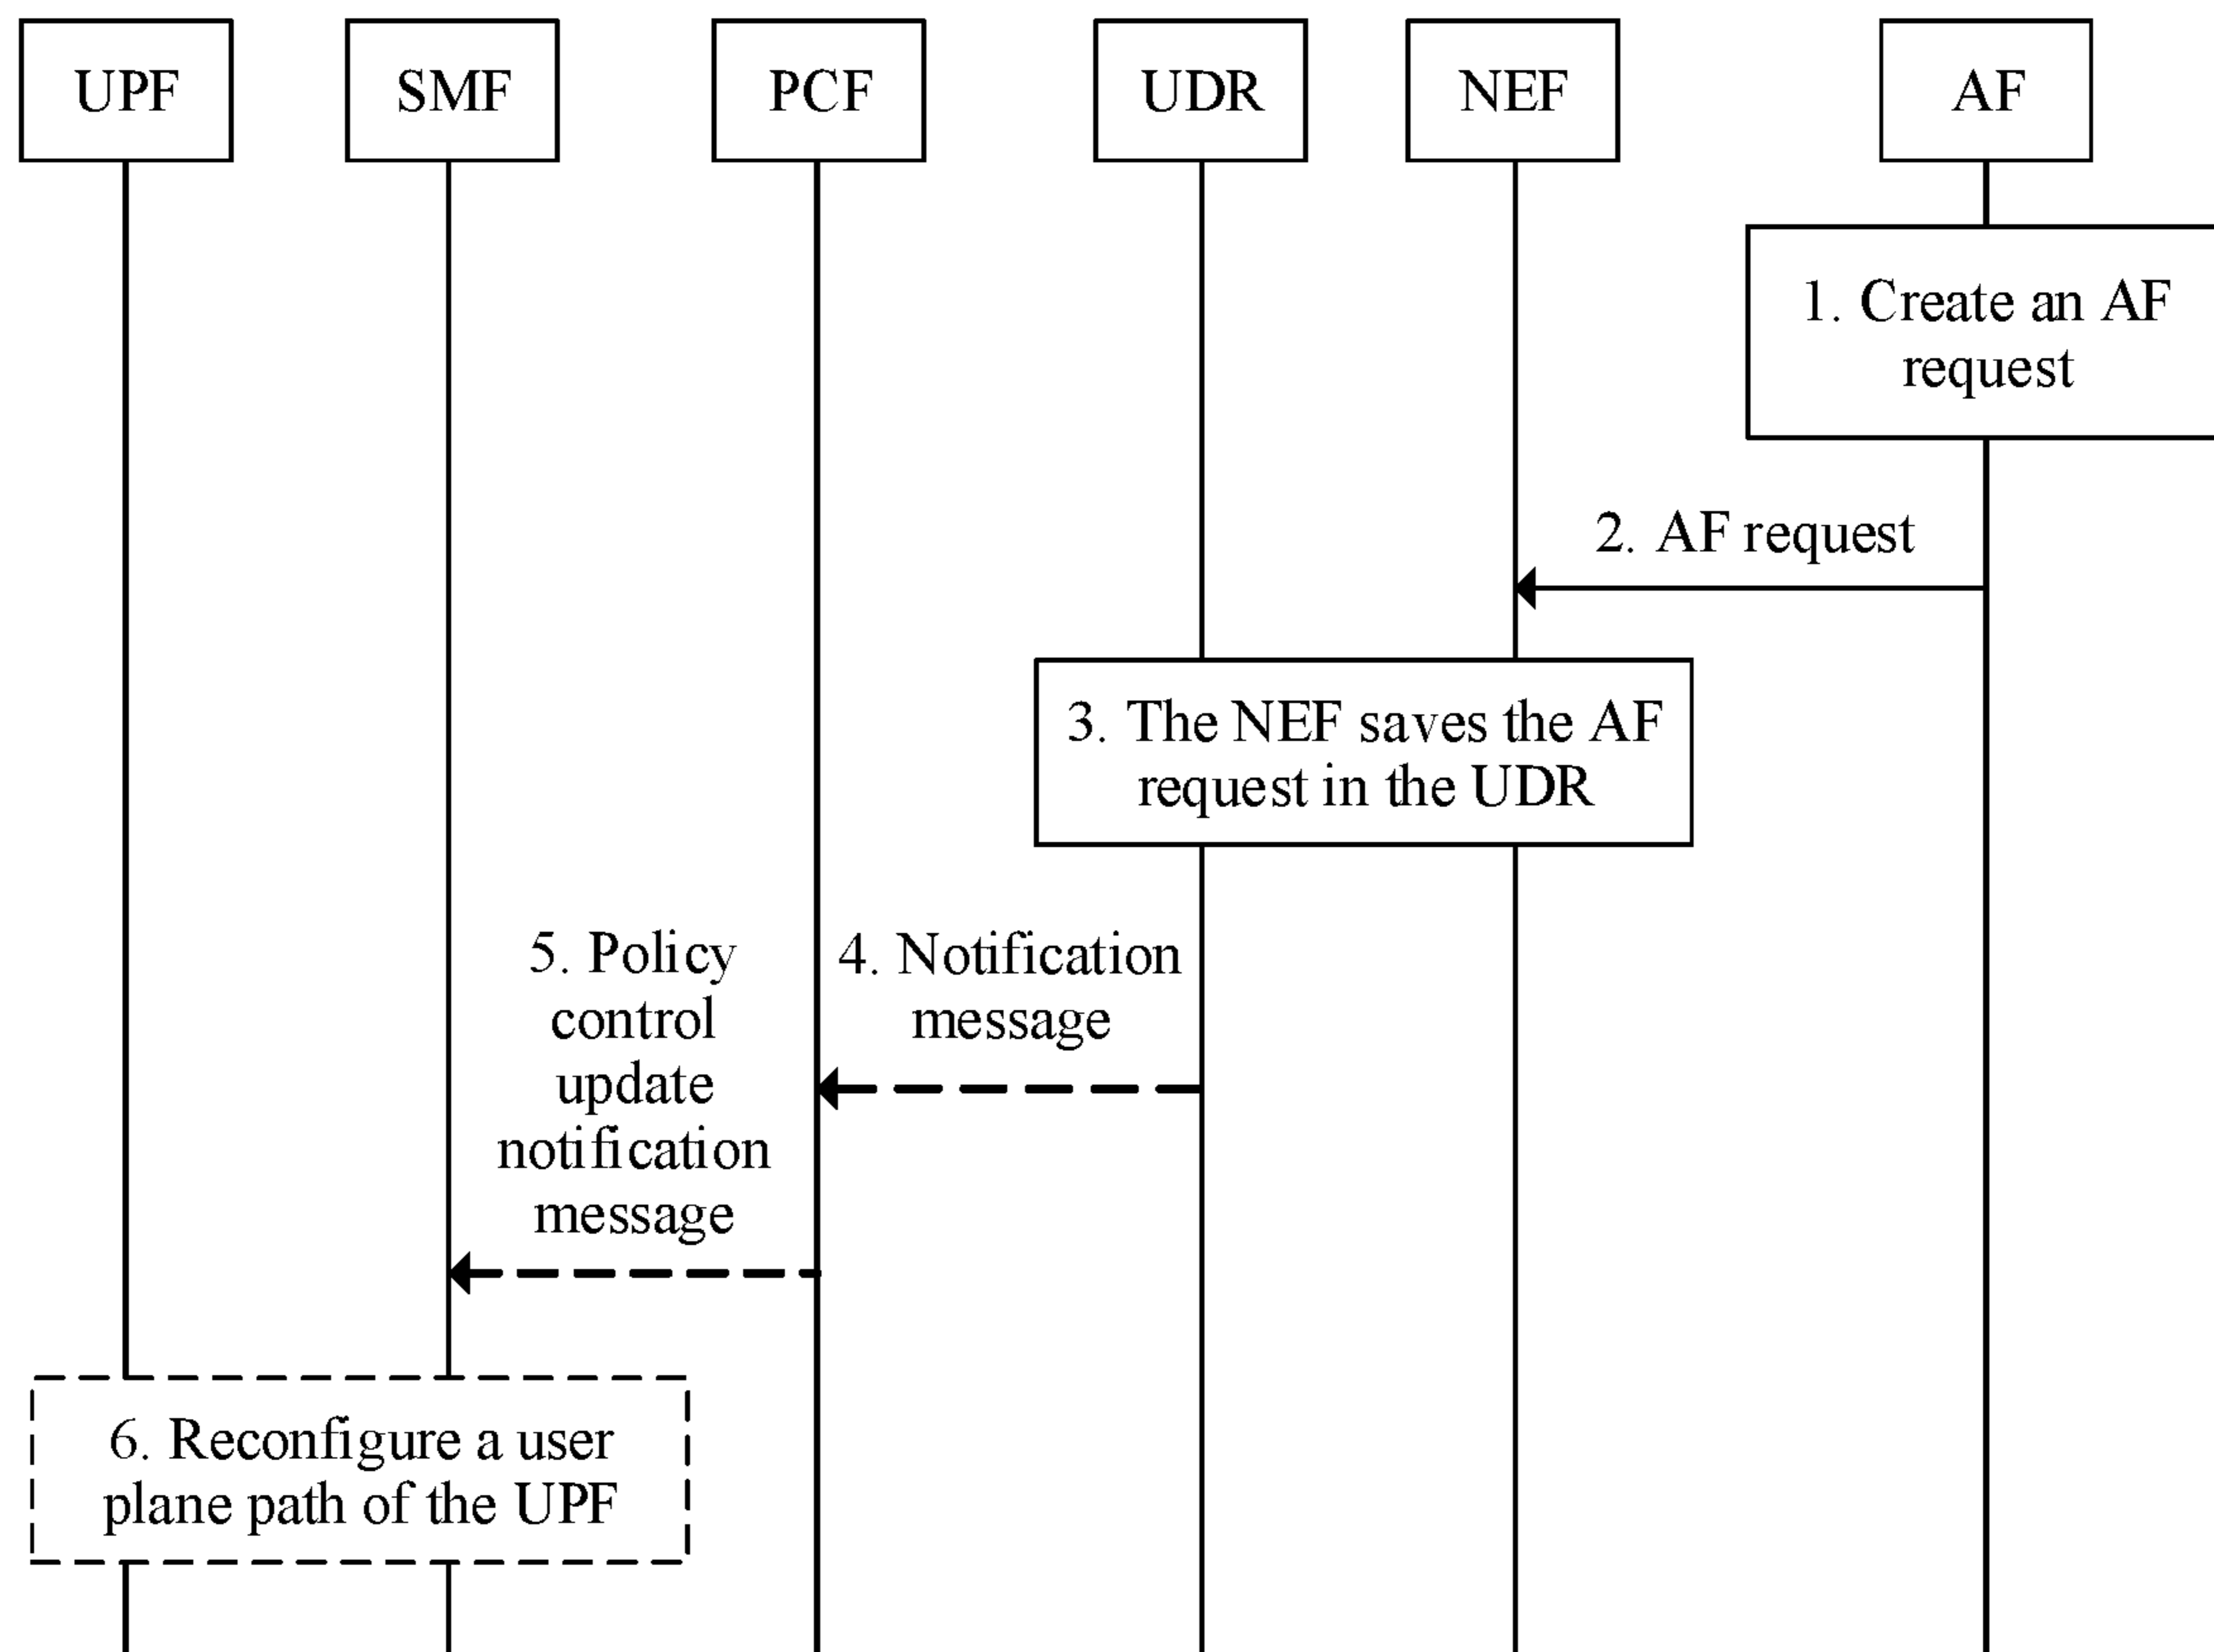 UPF
SMF
PCF
UDR
NEF
AF
1. Create an AF
request
2. AF request
3. The NEF saves the AF
request in the UDR
4. Notification
message
5. Policy
control
update
notification
message
6. Reconfigure a user
plane path of the UPF